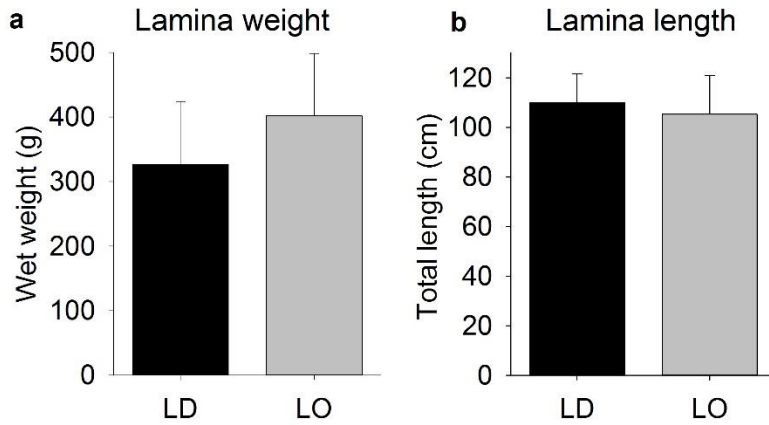 a Lamina weight
Wet weight (g)
500
400
300
200
100
0
LD LO
b Lamina length
Total length (cm)
120
100
80
60
40
20
0
LD LO